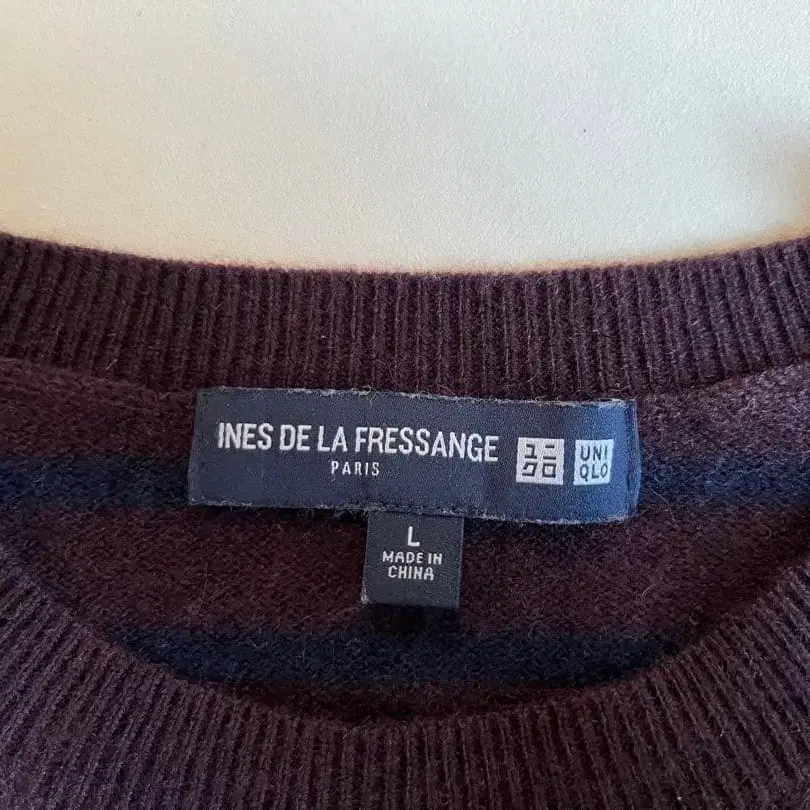 INES DE LA FRESSANGE
PARIS
ユニ
クロ
UNI
QLO
L
MADE IN
CHINA